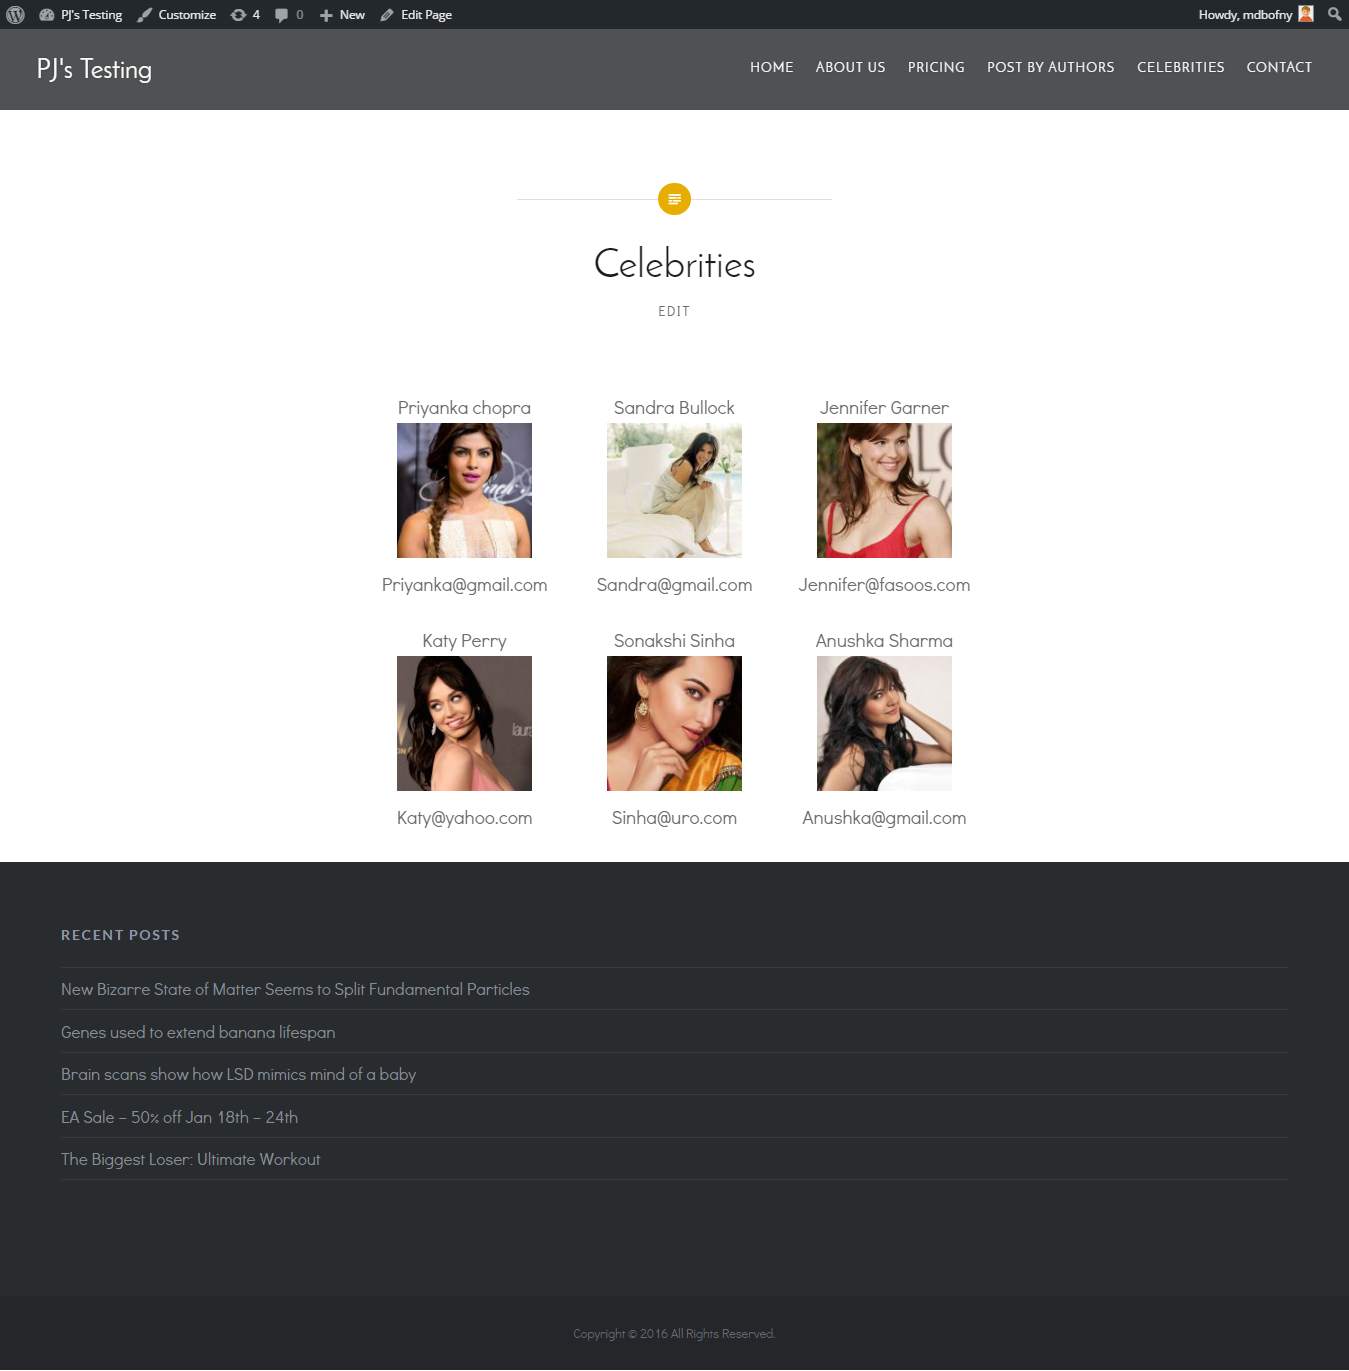 PJ's Testing Customize 4 0 New Edit Page Howdy, mdbofny
PJ's Testing HOME ABOUT US PRICING POST BY AUTHORS CELEBRITIES CONTACT
Celebrities
EDIT
Priyanka chopra Sandra Bullock Jennifer Garner
Priyanka@gmail.com Sandra@gmail.com Jennifer@fasoos.com
Katy Perry Sonakshi Sinha Anushka Sharma
Katy@yahoo.com Sinha@uro.com Anushka@gmail.com
RECENT POSTS
New Bizarre State of Matter Seems to Split Fundamental Particles
Genes used to extend banana lifespan
Brain scans show how LSD mimics mind of a baby
EA Sale – 50% off Jan 18th – 24th
The Biggest Loser: Ultimate Workout
Copyright © 2016 All Rights Reserved.